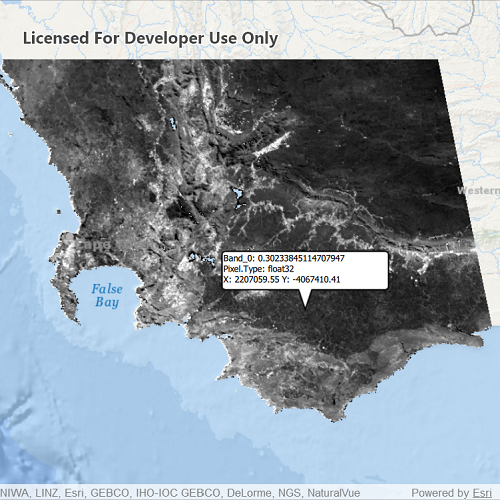 Licensed For Developer Use Only
Western
Band_0: 0.30233845114707947
Pixel.Type: float32
X: 2207059.55 Y: -4067410.41
False
Bay
NIWA, LINZ, Esri, GEBCO, IHO-IOC GEBCO, DeLorme, NGS, NaturalVue
Powered by Esri